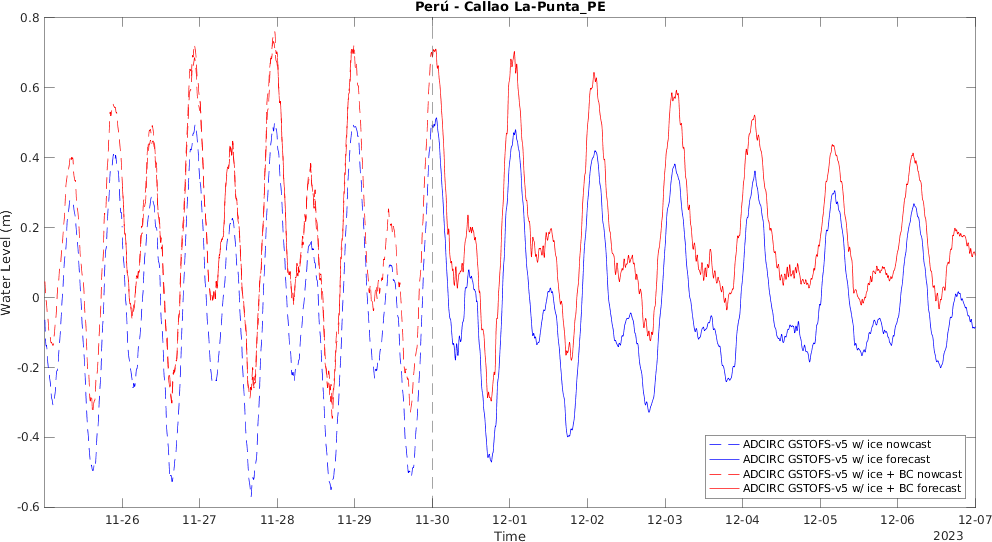 Perú - Callao La-Punta_PE
0.8
0.6
0.4
0.2
0
-0.2
-0.4
-0.6
Water Level (m)
ADCIRC GSTOFS-v5 w/ ice nowcast
ADCIRC GSTOFS-v5 w/ ice forecast
ADCIRC GSTOFS-v5 w/ ice + BC nowcast
ADCIRC GSTOFS-v5 w/ ice + BC forecast
11-26 11-27 11-28 11-29 11-30 12-01 12-02 12-03 12-04 12-05 12-06 12-07
Time
2023